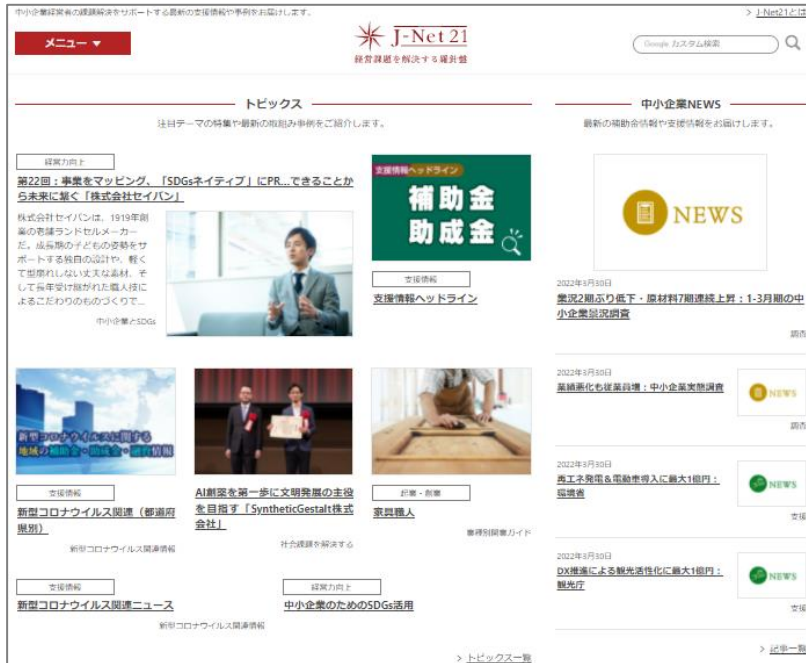 中小企業経営者の課題解決をサポートする最新の支援情報や事例をお届けします。
> J-Net21とは
メニュー ▼
J-Net 21
経営課題を解決する羅針盤
Google カスタム検索
トピックス
注目テーマの特集や最新の取組み事例をご紹介します。
経営力向上
第22回：事業をマッピング、「SDGsネイティブ」にPR...できることか
ら未来に繋ぐ「株式会社セイバン」
株式会社セイバンは、1919年創
業の老舗ランドセルメーカー
だ。成長期の子どもの姿勢をサ
ポートする独自の設計や、軽く
て型崩れしない丈夫な素材、そ
して長年受け継がれた職人技に
よるこだわりのものづくりで...
中小企業とSDGs
支援情報ヘッドライン
補助金
助成金
支援情報
支援情報ヘッドライン
新型コロナウイルスに関する
地域の補助金・助成金・融資情報
支援情報
新型コロナウイルス関連（都道府
県別）
新型コロナウイルス関連情報
AI創薬を第一歩に文明発展の主役
を目指す「SyntheticGestalt株式
会社」
社会課題を解決する
起業・創業
家具職人
業種別開業ガイド
支援情報
新型コロナウイルス関連ニュース
新型コロナウイルス関連情報
経営力向上
中小企業のためのSDGs活用
> トピックス一覧
中小企業NEWS
最新の補助金情報や支援情報をお届けします。
NEWS
2022年3月30日
業況2期ぶり低下・原材料7期連続上昇：1-3月期の中
小企業景況調査
調査
2022年3月30日
業績悪化も従業員増：中小企業実態調査
NEWS
調査
2022年3月30日
再エネ発電&電動車導入に最大1億円：
環境省
NEWS
支援
2022年3月30日
DX推進による観光活性化に最大1億円：
観光庁
NEWS
支援
> 記事一覧